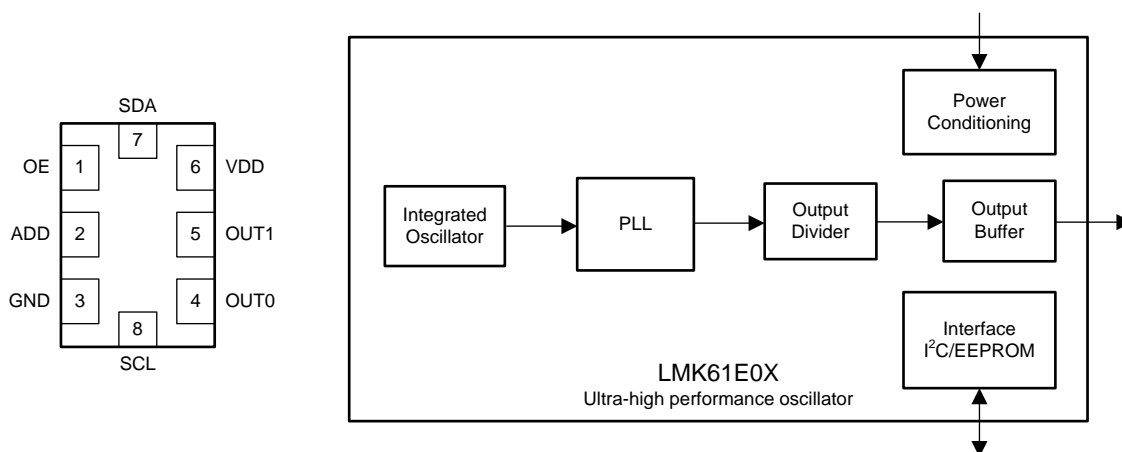 SDA
7
OE
1
6
VDD
ADD
2
5
OUT1
GND
3
4
OUT0
8
SCL
Power
Conditioning
Integrated
Oscillator
PLL
Output
Divider
Output
Buffer
Interface
I²C/EEPROM
LMK61E0X
Ultra-high performance oscillator